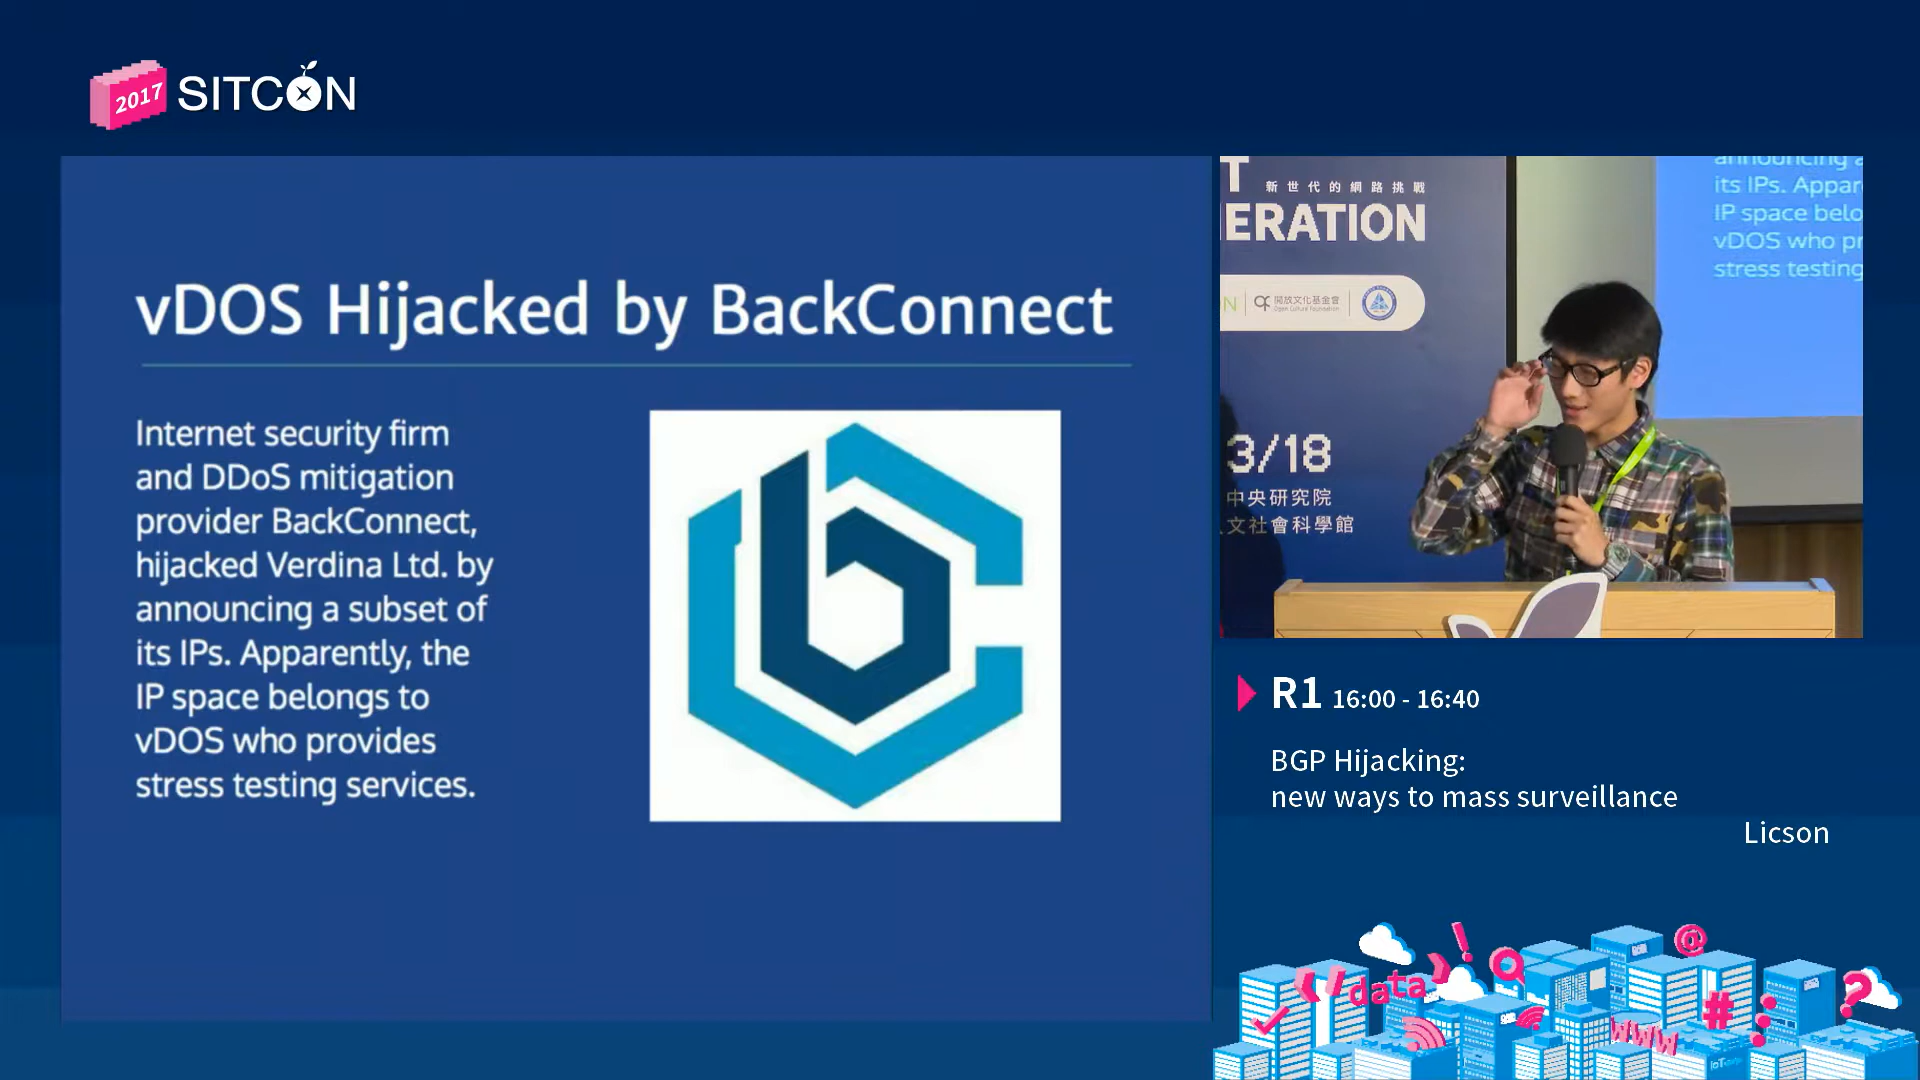 2017 SITCON
vDOS Hijacked by BackConnect
Internet security firm
and DDoS mitigation
provider BackConnect,
hijacked Verdina Ltd. by
announcing a subset of
its IPs. Apparently, the
IP space belongs to
vDOS who provides
stress testing services.
T
新世代的網路挑戰
ERATION
N
開放文化基金會
Open Culture Foundation
3/18
中央研究院
文社會科學館
announcing a
its IPs. Appar
IP space belo
vDOS who pr
stress testing
R1 16:00 - 16:40
BGP Hijacking:
new ways to mass surveillance
Licson
data
@
#
?
!
www
IoT